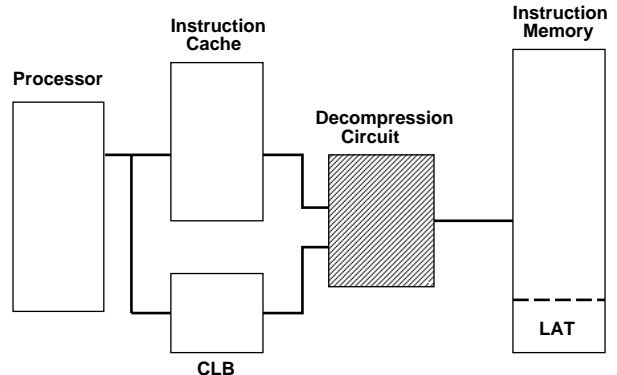 Instruction
Memory
Instruction
Cache
Processor
Decompression
Circuit
LAT
CLB